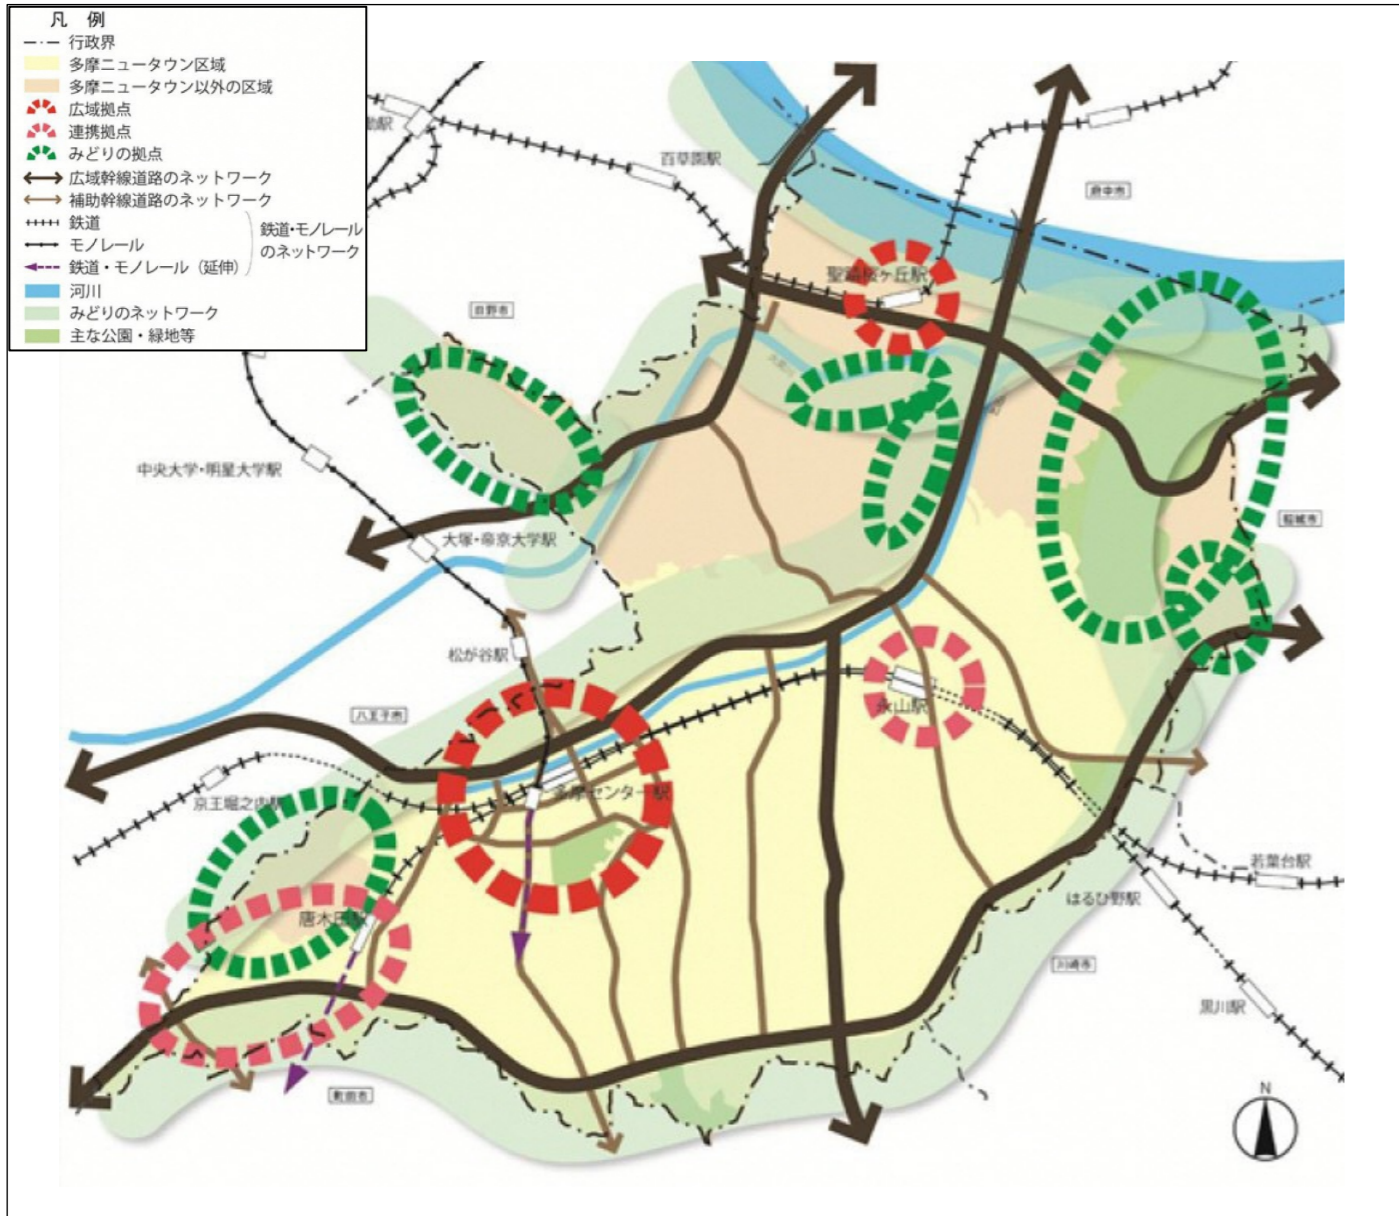 凡 例
行政界
多摩ニュータウン区域
多摩ニュータウン以外の区域
広域拠点
連携拠点
みどりの拠点
広域幹線道路のネットワーク
補助幹線道路のネットワーク
鉄道
モノレール
鉄道・モノレール（延伸）
鉄道・モノレール
のネットワーク
河川
みどりのネットワーク
主な公園・緑地等
百草園駅
府中市
聖蹟桜ヶ丘駅
日野市
中央大学・明星大学駅
稲城市
大塚・帝京大学駅
松が谷駅
永山駅
八王子市
京王堀之内駅
多摩センター駅
若葉台駅
はるひ野駅
唐木田駅
川崎市
黒川駅
町田市
N